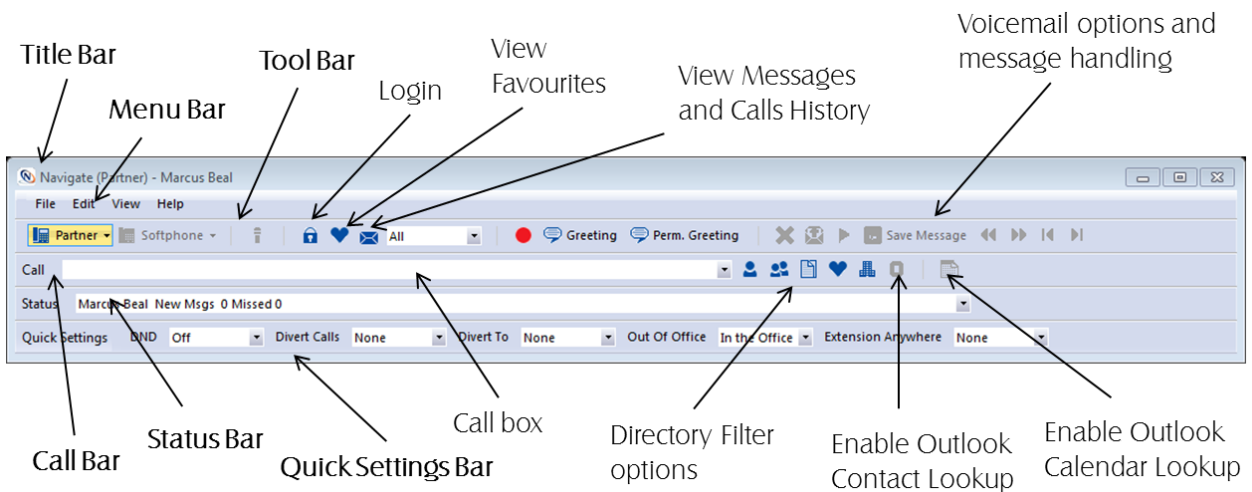 Title Bar
Menu Bar
Tool Bar
Login
View
Favourites
View Messages
and Calls History
Voicemail options and
message handling
Navigate (Partner) - Marcus Beal
File Edit View Help
Partner Softphone All Greeting Perm. Greeting Save Message
Call
Status Marcus Beal New Msgs 0 Missed 0
Quick Settings DND Off Divert Calls None Divert To None Out Of Office In the Office Extension Anywhere None
Call Bar
Status Bar
Quick Settings Bar
Call box
Directory Filter
options
Enable Outlook
Contact Lookup
Enable Outlook
Calendar Lookup